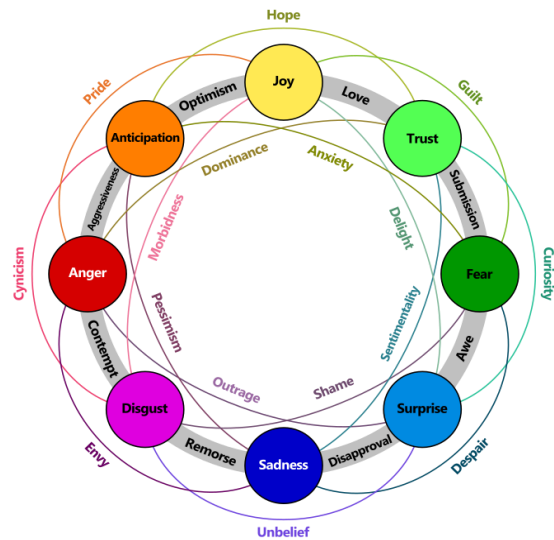 Hope
Joy
Pride
Optimism
Love
Guilt
Anticipation
Trust
Dominance
Anxiety
Aggressiveness
Submission
Morbidness
Delight
Cynicism
Anger
Fear
Curiosity
Pessimism
Sentimentality
Contempt
Awe
Outrage
Shame
Disgust
Surprise
Envy
Remorse
Sadness
Disapproval
Despair
Unbelief